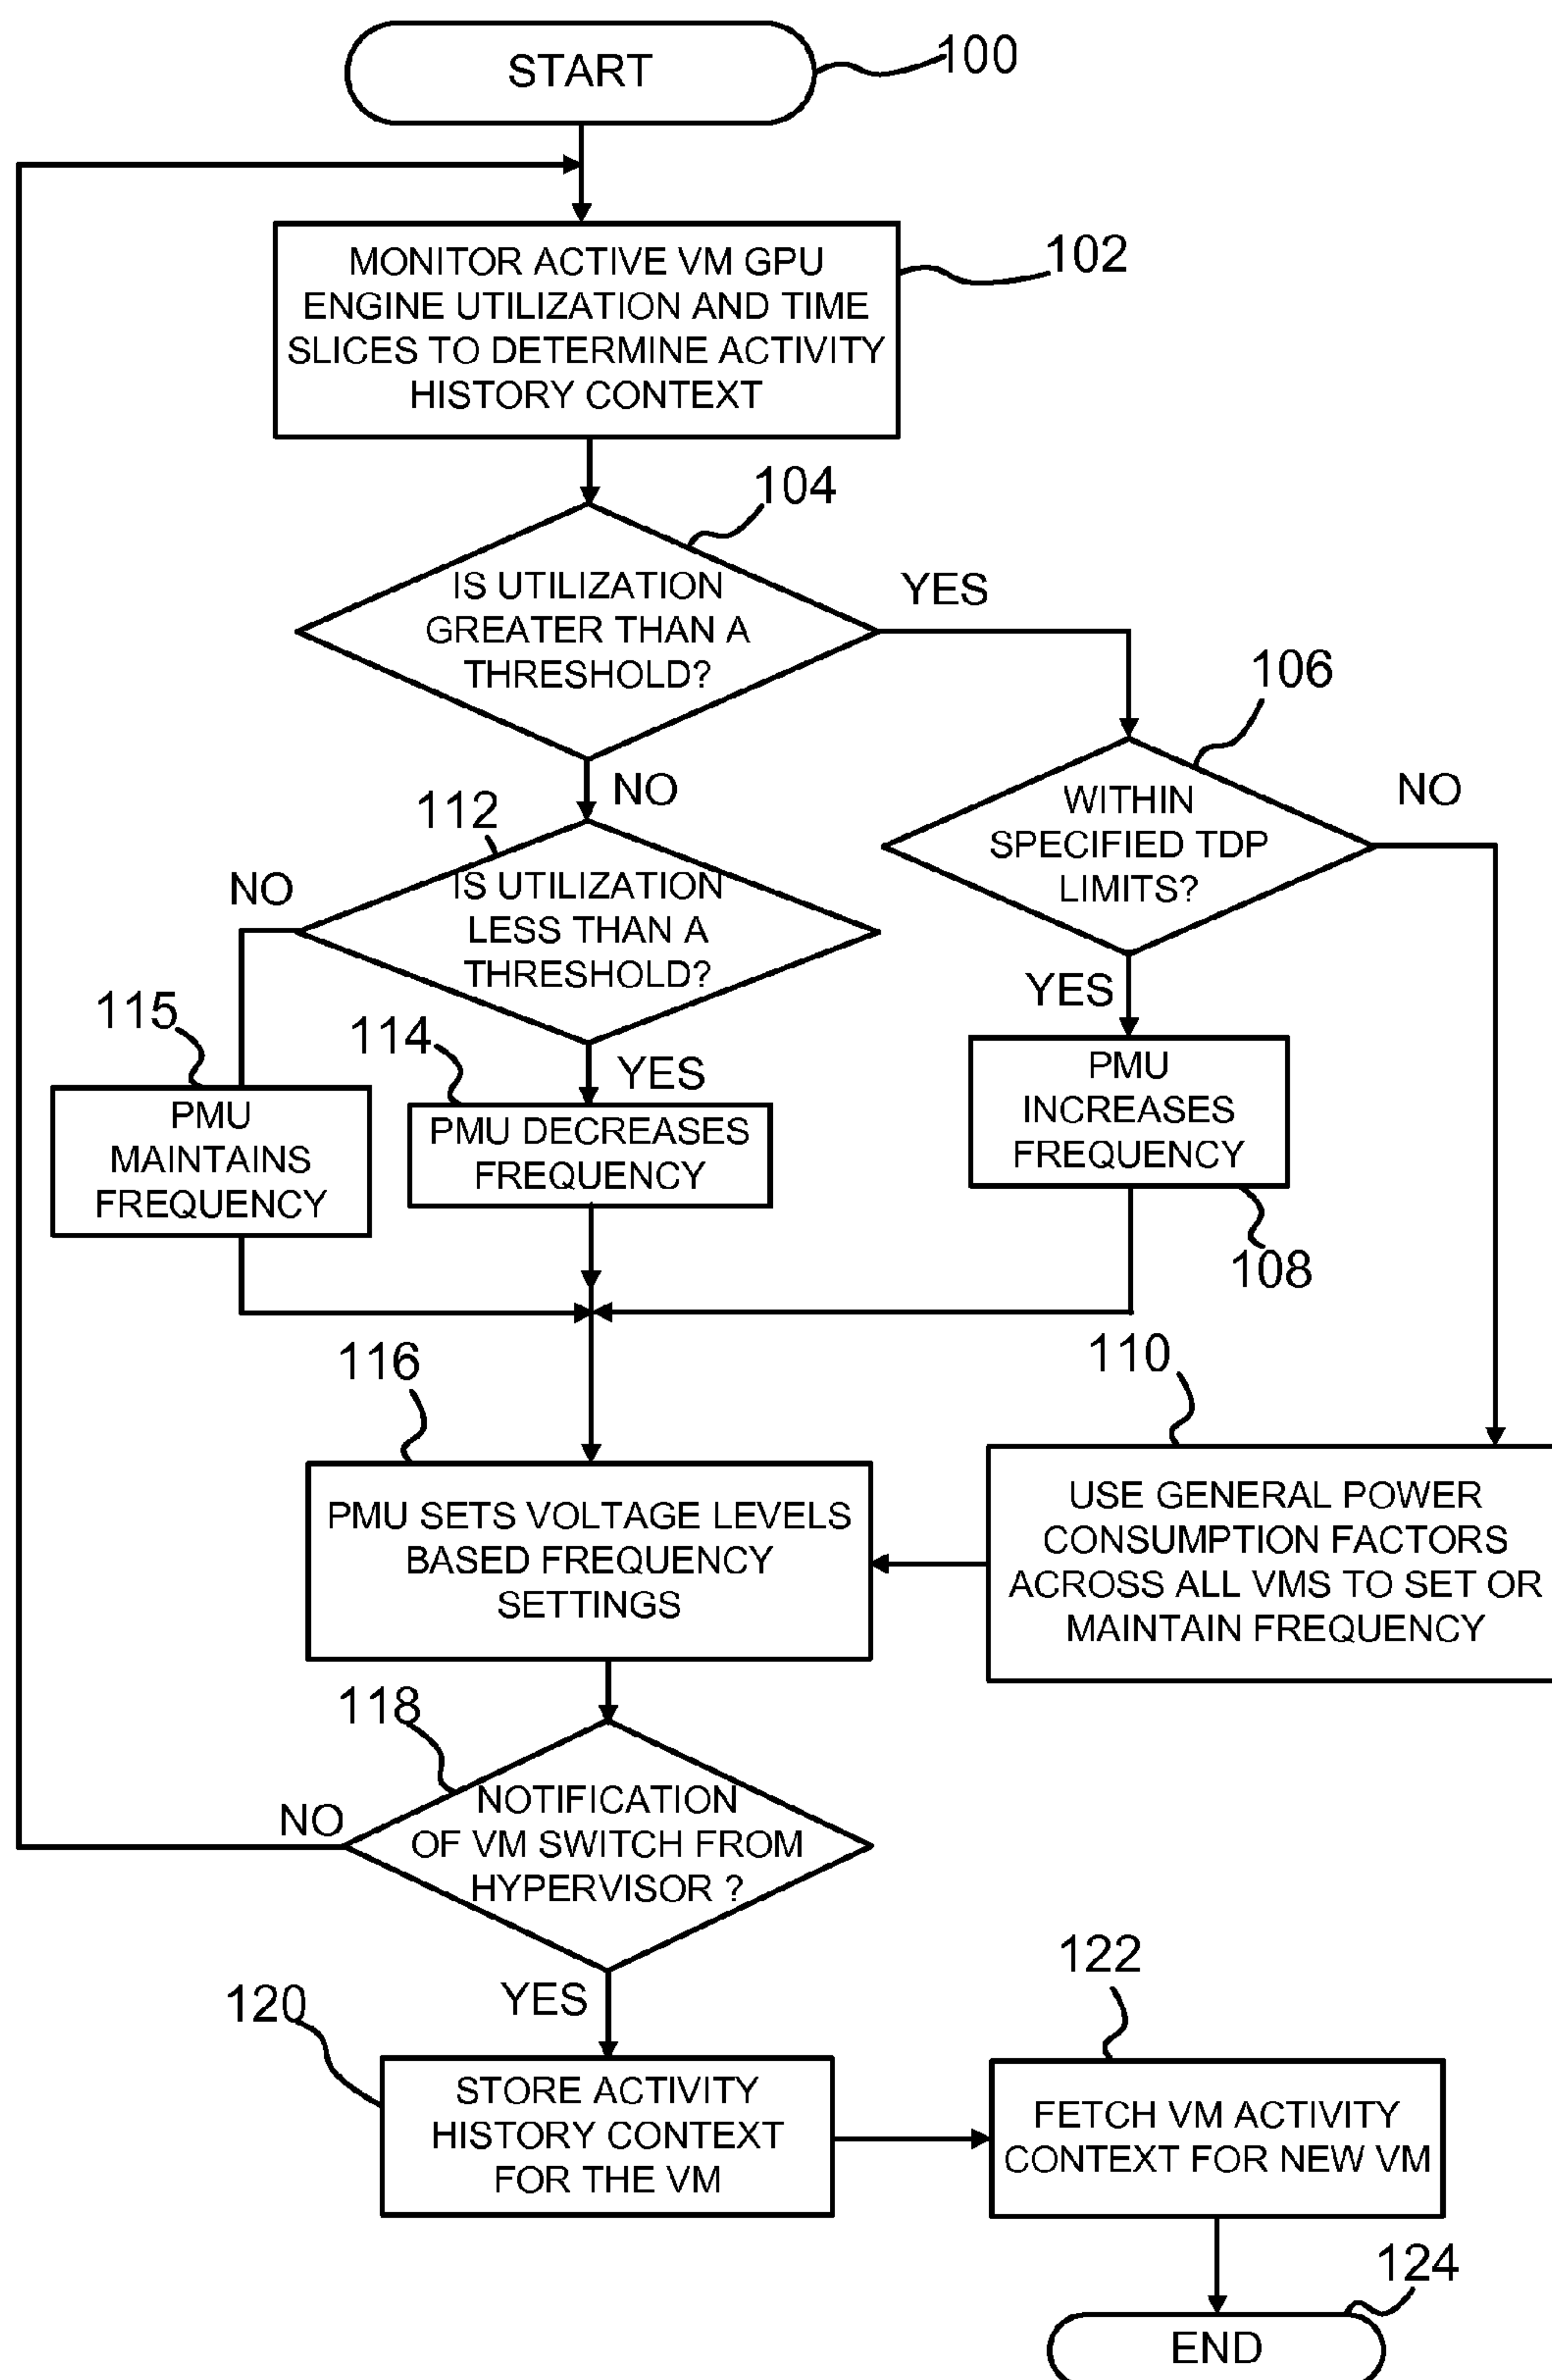 START
100
MONITOR ACTIVE VM GPU
ENGINE UTILIZATION AND TIME
SLICES TO DETERMINE ACTIVITY
HISTORY CONTEXT
102
104
IS UTILIZATION
GREATER THAN A
THRESHOLD?
YES
NO
106
WITHIN
SPECIFIED TDP
LIMITS?
NO
YES
112
IS UTILIZATION
LESS THAN A
THRESHOLD?
NO
YES
115
PMU
MAINTAINS
FREQUENCY
114
PMU DECREASES
FREQUENCY
PMU
INCREASES
FREQUENCY
108
116
PMU SETS VOLTAGE LEVELS
BASED FREQUENCY
SETTINGS
110
USE GENERAL POWER
CONSUMPTION FACTORS
ACROSS ALL VMS TO SET OR
MAINTAIN FREQUENCY
118
NOTIFICATION
OF VM SWITCH FROM
HYPERVISOR ?
NO
YES
120
STORE ACTIVITY
HISTORY CONTEXT
FOR THE VM
122
FETCH VM ACTIVITY
CONTEXT FOR NEW VM
124
END